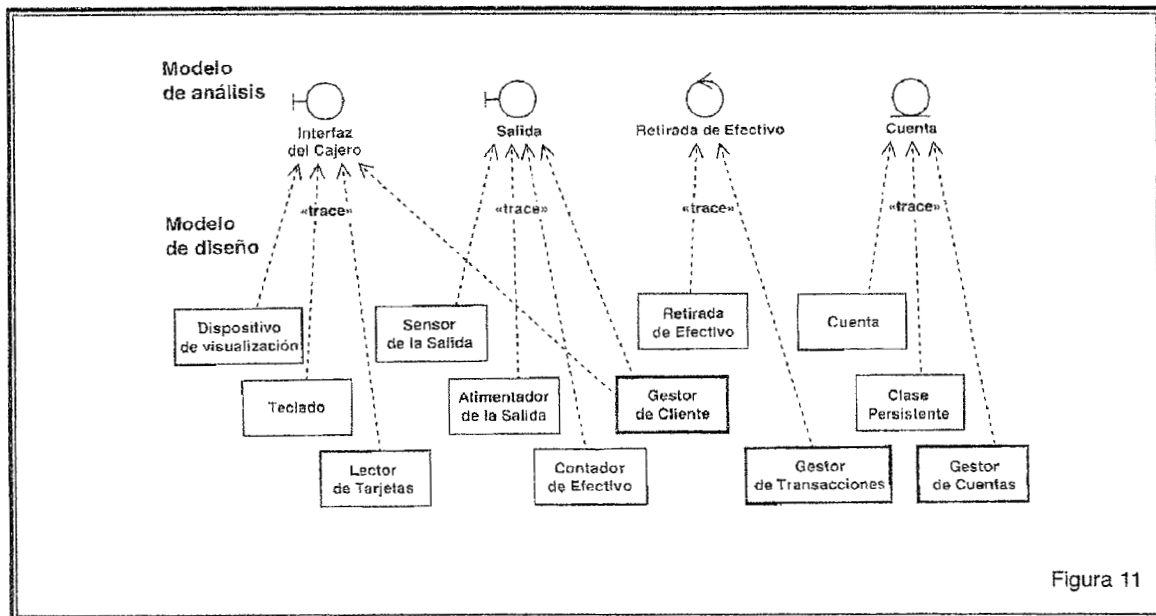 Modelo
de análisis
Interfaz
del Cajero
Salida
Retirada de Efectivo
Cuenta
«trace»
«trace»
«trace»
«trace»
Modelo
de diseño
Dispositivo
de visualización
Sensor
de la Salida
Retirada
de Efectivo
Cuenta
Teclado
Alimentador
de la Salida
Gestor
de Cliente
Clase
Persistente
Lector
de Tarjetas
Contador
de Efectivo
Gestor
de Transacciones
Gestor
de Cuentas
Figura 11